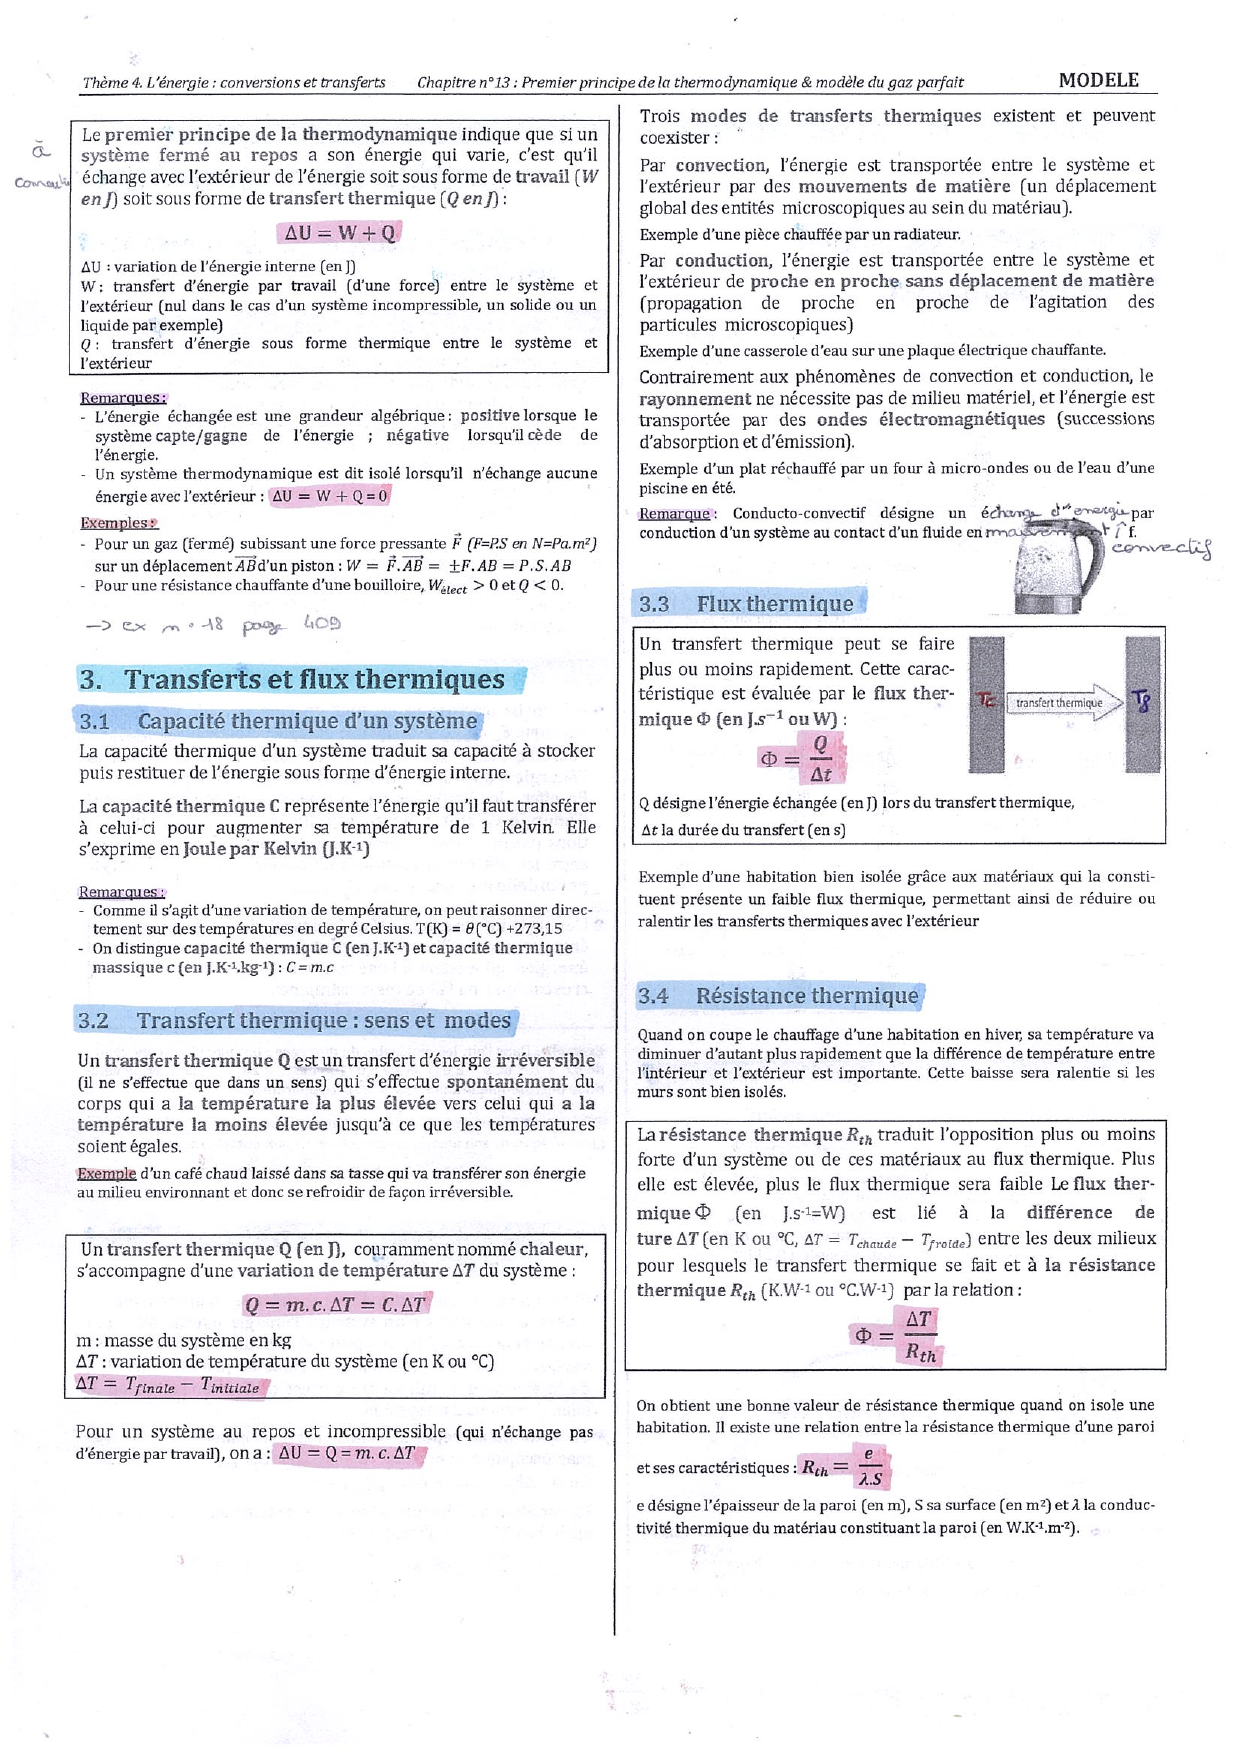 Thème 4. L'énergie : conversions et transferts Chapitre n°13 : Premier principe de la thermodynamique & modèle du gaz parfait MODELE
à
Le premier principe de la thermodynamique indique que si un
système fermé au repos a son énergie qui varie, c'est qu'il
échange avec l'extérieur de l'énergie soit sous forme de travail (W
en J) soit sous forme de transfert thermique (Q en J) :
ΔU = W + Q
ΔU : variation de l'énergie interne (en J)
W : transfert d'énergie par travail (d'une force) entre le système et
l'extérieur (nul dans le cas d'un système incompressible, un solide ou un
liquide par exemple)
Q : transfert d'énergie sous forme thermique entre le système et
l'extérieur
Remarques :
- L'énergie échangée est une grandeur algébrique : positive lorsque le
système capte/gagne de l'énergie ; négative lorsqu'il cède de
l'énergie.
- Un système thermodynamique est dit isolé lorsqu'il n'échange aucune
énergie avec l'extérieur : ΔU = W + Q = 0
Exemples :
- Pour un gaz (fermé) subissant une force pressante F⃗ (F=P.S en N=Pa.m²)
sur un déplacement AB⃗ d'un piston : W = F⃗.AB⃗ = ±F.AB = P.S.AB
- Pour une résistance chauffante d'une bouilloire, Wélect > 0 et Q < 0.
→ ex n°18 page 409
3. Transferts et flux thermiques
3.1 Capacité thermique d'un système
La capacité thermique d'un système traduit sa capacité à stocker
puis restituer de l'énergie sous forme d'énergie interne.
La capacité thermique C représente l'énergie qu'il faut transférer
à celui-ci pour augmenter sa température de 1 Kelvin. Elle
s'exprime en Joule par Kelvin (J.K⁻¹)
Remarques :
- Comme il s'agit d'une variation de température, on peut raisonner direc-
tement sur des températures en degré Celsius. T(K) = θ(°C) +273,15
- On distingue capacité thermique C (en J.K⁻¹) et capacité thermique
massique c (en J.K⁻¹.kg⁻¹) : C = m.c
3.2 Transfert thermique : sens et modes
Un transfert thermique Q est un transfert d'énergie irréversible
(il ne s'effectue que dans un sens) qui s'effectue spontanément du
corps qui a la température la plus élevée vers celui qui a la
température la moins élevée jusqu'à ce que les températures
soient égales.
Exemple d'un café chaud laissé dans sa tasse qui va transférer son énergie
au milieu environnant et donc se refroidir de façon irréversible.
Un transfert thermique Q (en J), couramment nommé chaleur,
s'accompagne d'une variation de température ΔT du système :
Q = m.c.ΔT = C.ΔT
m : masse du système en kg
ΔT : variation de température du système (en K ou °C)
ΔT = Tfinale − Tinitiale
Pour un système au repos et incompressible (qui n'échange pas
d'énergie par travail), on a : ΔU = Q = m.c.ΔT
Trois modes de transferts thermiques existent et peuvent
coexister :
Par convection, l'énergie est transportée entre le système et
l'extérieur par des mouvements de matière (un déplacement
global des entités microscopiques au sein du matériau).
Exemple d'une pièce chauffée par un radiateur.
Par conduction, l'énergie est transportée entre le système et
l'extérieur de proche en proche sans déplacement de matière
(propagation de proche en proche de l'agitation des
particules microscopiques)
Exemple d'une casserole d'eau sur une plaque électrique chauffante.
Contrairement aux phénomènes de convection et conduction, le
rayonnement ne nécessite pas de milieu matériel, et l'énergie est
transportée par des ondes électromagnétiques (successions
d'absorption et d'émission).
Exemple d'un plat réchauffé par un four à micro-ondes ou de l'eau d'une
piscine en été.
Remarque : Conducto-convectif désigne un échange d'énergie par
conduction d'un système au contact d'un fluide en mouvement f.
convectif
3.3 Flux thermique
Un transfert thermique peut se faire
plus ou moins rapidement. Cette carac-
téristique est évaluée par le flux ther-
mique Φ (en J.s⁻¹ ou W) :
Φ = Q/Δt
Tc transfert thermique Tf
Q désigne l'énergie échangée (en J) lors du transfert thermique,
Δt la durée du transfert (en s)
Exemple d'une habitation bien isolée grâce aux matériaux qui la consti-
tuent présente un faible flux thermique, permettant ainsi de réduire ou
ralentir les transferts thermiques avec l'extérieur
3.4 Résistance thermique
Quand on coupe le chauffage d'une habitation en hiver, sa température va
diminuer d'autant plus rapidement que la différence de température entre
l'intérieur et l'extérieur est importante. Cette baisse sera ralentie si les
murs sont bien isolés.
La résistance thermique Rth traduit l'opposition plus ou moins
forte d'un système ou de ces matériaux au flux thermique. Plus
elle est élevée, plus le flux thermique sera faible Le flux ther-
mique Φ (en J.s⁻¹=W) est lié à la différence de
ture ΔT (en K ou °C, ΔT = Tchaude − Tfroide) entre les deux milieux
pour lesquels le transfert thermique se fait et à la résistance
thermique Rth (K.W⁻¹ ou °C.W⁻¹) par la relation :
Φ = ΔT/Rth
On obtient une bonne valeur de résistance thermique quand on isole une
habitation. Il existe une relation entre la résistance thermique d'une paroi
et ses caractéristiques : Rth = e/λ.S
e désigne l'épaisseur de la paroi (en m), S sa surface (en m²) et λ la conduc-
tivité thermique du matériau constituant la paroi (en W.K⁻¹.m⁻²).